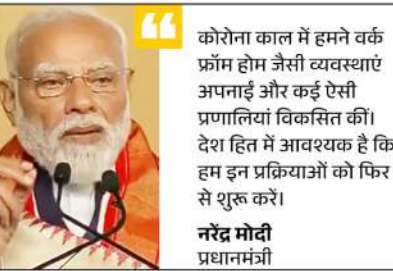 कोरोना काल में हमने वर्क
फ्रॉम होम जैसी व्यवस्थाएं
अपनाईं और कई ऐसी
प्रणालियां विकसित कीं।
देश हित में आवश्यक है कि
हम इन प्रक्रियाओं को फिर
से शुरू करें।
नरेंद्र मोदी
प्रधानमंत्री